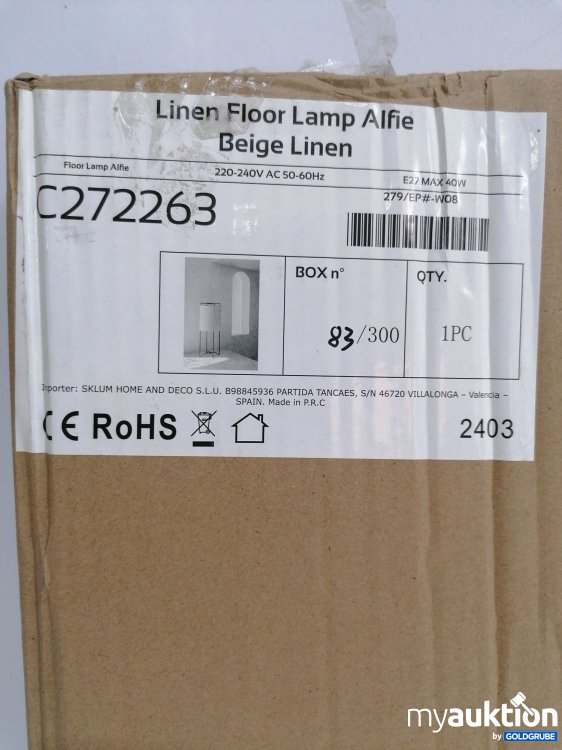 Linen Floor Lamp Alfie
Beige Linen
Floor Lamp Alfie
220-240V AC 50-60Hz
E27 MAX 40W
C272263
279/EP#-W08
BOX n°
QTY.
83/300
1PC
porter: SKLUM HOME AND DECO S.L.U. B98845936 PARTIDA TANCAES, S/N 46720 VILLALONGA – Valencia –
SPAIN. Made in P.R.C
CE RoHS
2403
myauktion
by GOLDGRUBE